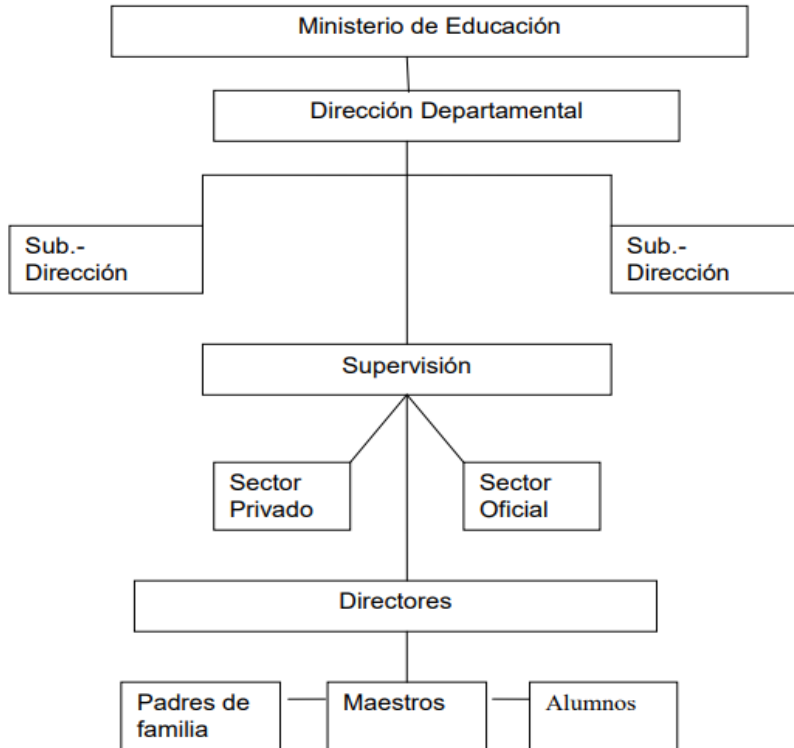 Ministerio de Educación
Dirección Departamental
Sub.-
Dirección
Sub.-
Dirección
Supervisión
Sector
Privado
Sector
Oficial
Directores
Padres de
familia
Maestros
Alumnos